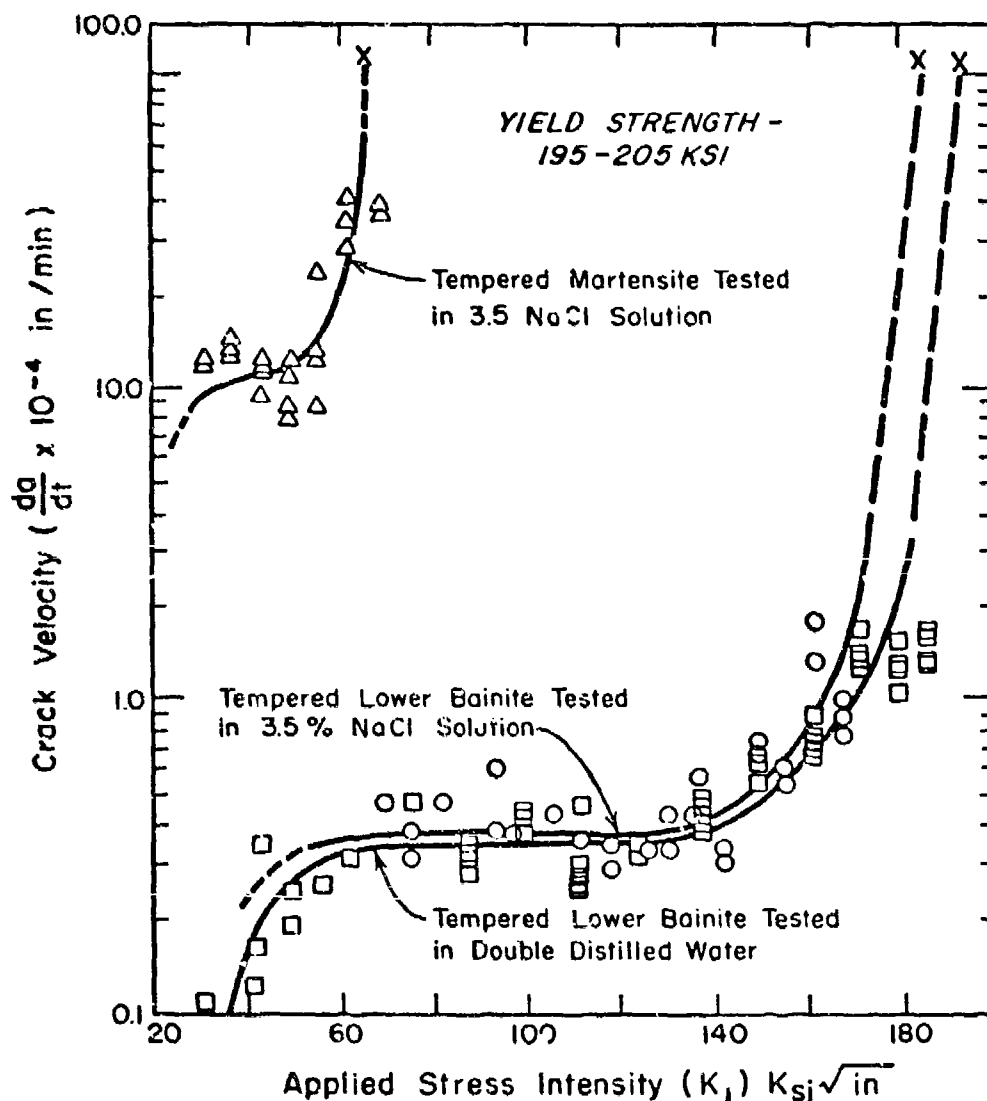 100.0
10.0
1.0
0.1
20
60
100
140
180
YIELD STRENGTH -
195-205 KSI
Tempered Martensite Tested
in 3.5 NaCl Solution
Tempered Lower Bainite Tested
in 3.5% NaCl Solution
Tempered Lower Bainite Tested
in Double Distilled Water
Crack Velocity (da/dt x 10⁻⁴ in/min)
Applied Stress Intensity (K₁) Ksi√in